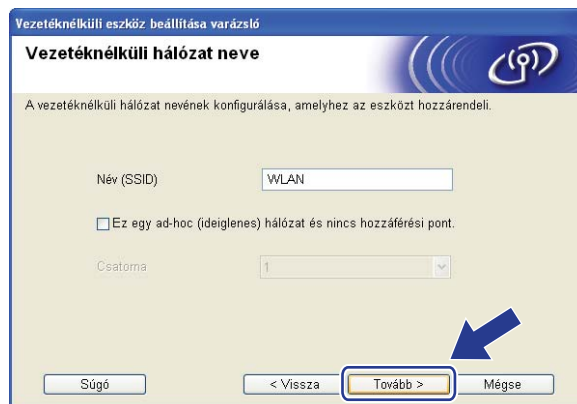 Vezetéknélküli eszköz beállítása varázsló
Vezetéknélküli hálózat neve
A vezetéknélküli hálózat nevének konfigurálása, amelyhez az eszközt hozzárendeli.
Név (SSID) WLAN
Ez egy ad-hoc (ideiglenes) hálózat és nincs hozzáférési pont.
Csatorna 1
Súgó < Vissza Tovább > Mégse